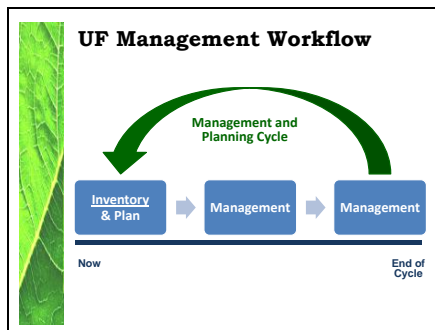 UF Management Workflow
Management and
Planning Cycle
Inventory
& Plan
Management
Management
Now
End of
Cycle